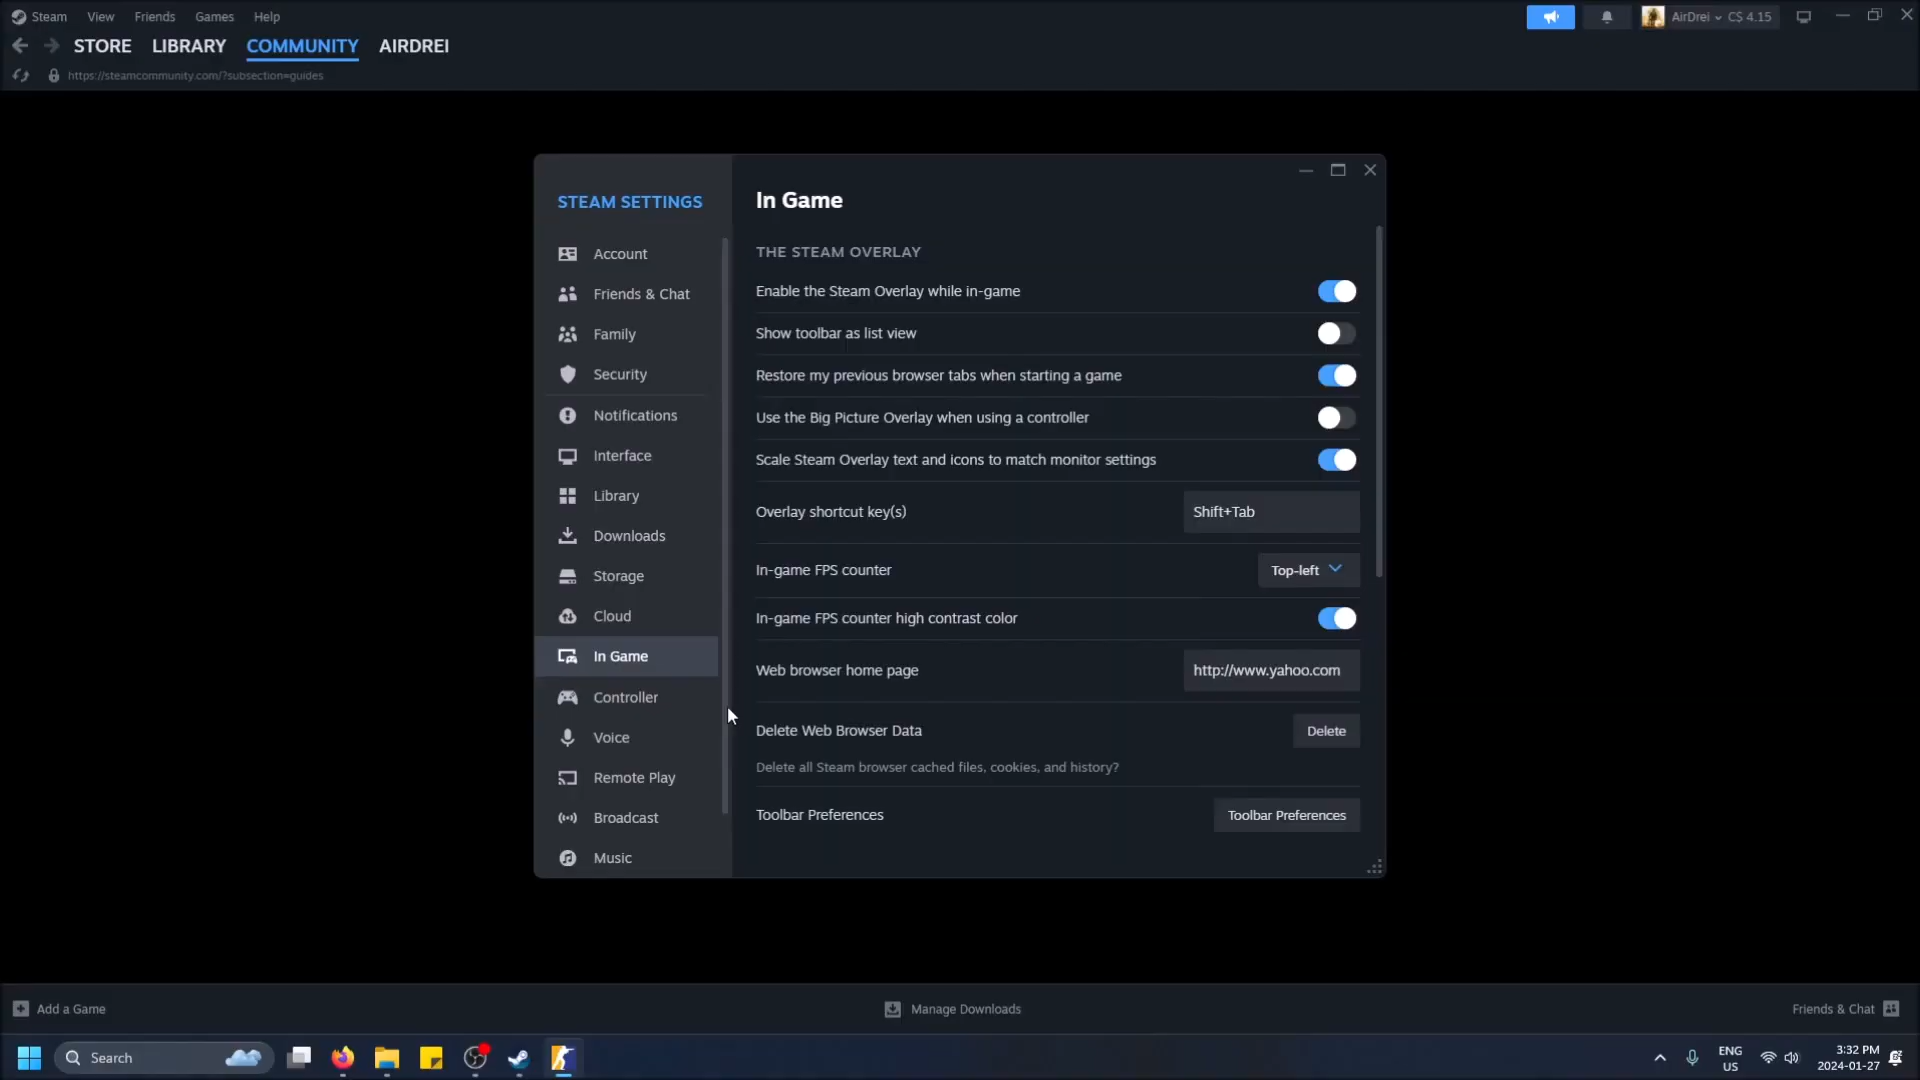 Steam View Friends Games Help
AirDrei C$ 4.15
STORE LIBRARY COMMUNITY AIRDREI
https://steamcommunity.com/?subsection=guides
STEAM SETTINGS
Account
Friends & Chat
Family
Security
Notifications
Interface
Library
Downloads
Storage
Cloud
In Game
Controller
Voice
Remote Play
Broadcast
Music
In Game
THE STEAM OVERLAY
Enable the Steam Overlay while in-game
Show toolbar as list view
Restore my previous browser tabs when starting a game
Use the Big Picture Overlay when using a controller
Scale Steam Overlay text and icons to match monitor settings
Overlay shortcut key(s) Shift+Tab
In-game FPS counter Top-left
In-game FPS counter high contrast color
Web browser home page http://www.yahoo.com
Delete Web Browser Data Delete
Delete all Steam browser cached files, cookies, and history?
Toolbar Preferences Toolbar Preferences
Add a Game Manage Downloads Friends & Chat
Search
ENG
US
3:32 PM
2024-01-27